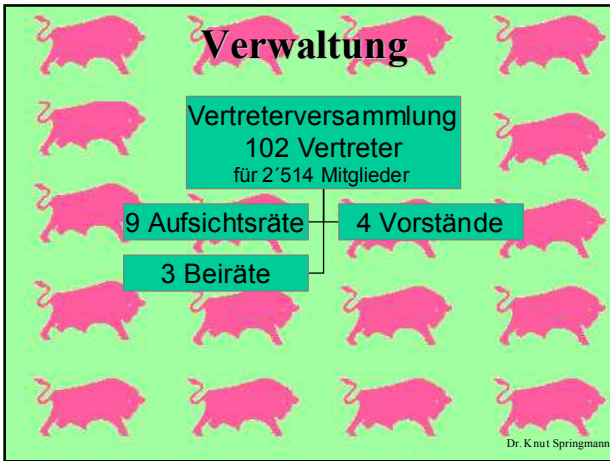 Verwaltung
Vertreterversammlung
102 Vertreter
für 2´514 Mitglieder
9 Aufsichtsräte
4 Vorstände
3 Beiräte
Dr. Knut Springmann